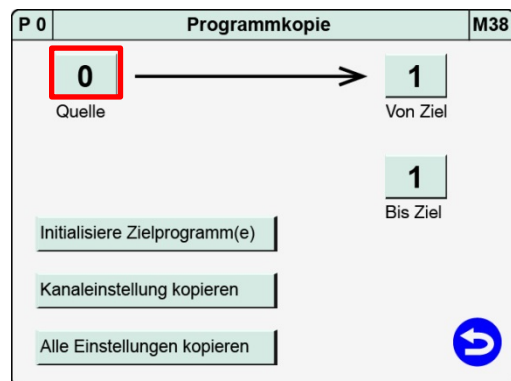 P 0 Programmkopie M38
0 1
Quelle Von Ziel
1
Bis Ziel
Initialisiere Zielprogramm(e)
Kanaleinstellung kopieren
Alle Einstellungen kopieren